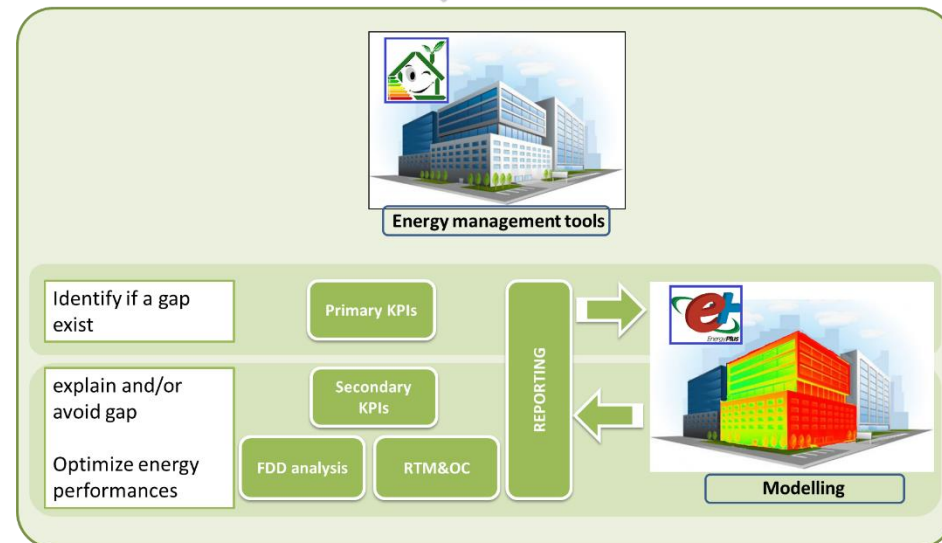 Energy management tools
Identify if a gap
exist
Primary KPIs
REPORTING
e+
EnergyPlus
explain and/or
avoid gap
Optimize energy
performances
Secondary
KPIs
FDD analysis
RTM&OC
Modelling